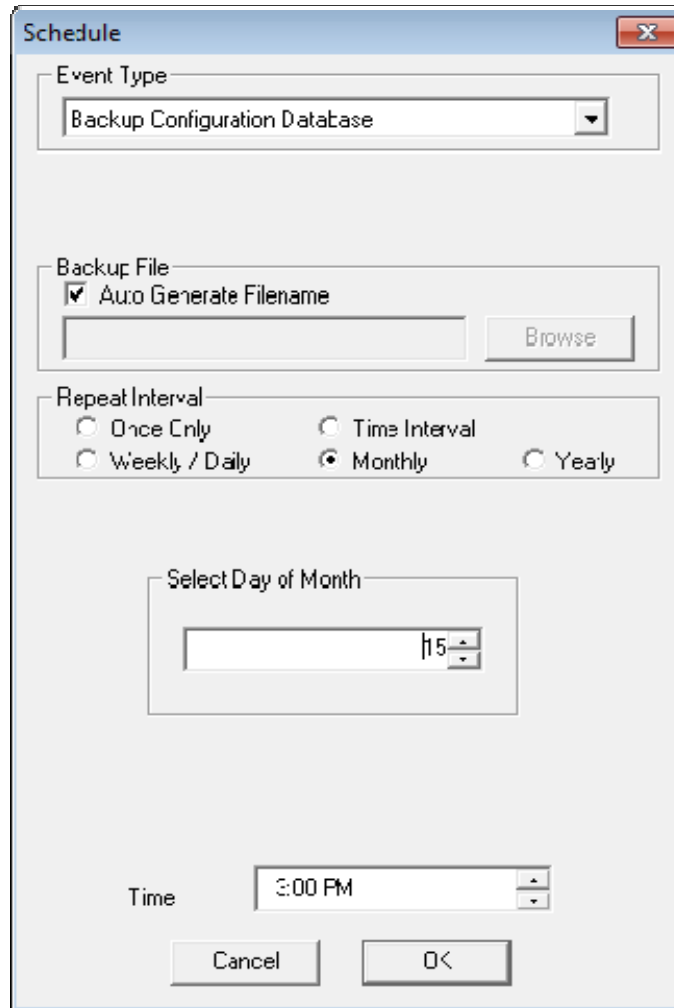 Schedule
Event Type
Backup Configuration Database
Backup File
Auto Generate Filename
Browse
Repeat Interval
Once Only Time Interval
Weekly / Daily Monthly Yearly
Select Day of Month
15
Time 3:00 PM
Cancel OK